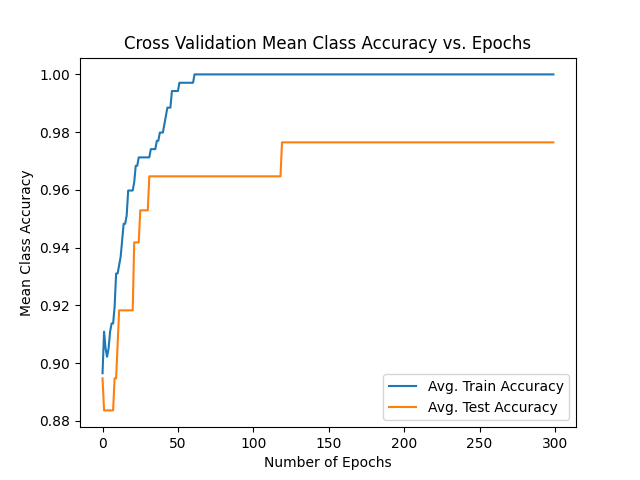 Cross Validation Mean Class Accuracy vs. Epochs
1.00
0.98
0.96
0.94
0.92
0.90
0.88
Mean Class Accuracy
Avg. Train Accuracy
Avg. Test Accuracy
0 50 100 150 200 250 300
Number of Epochs